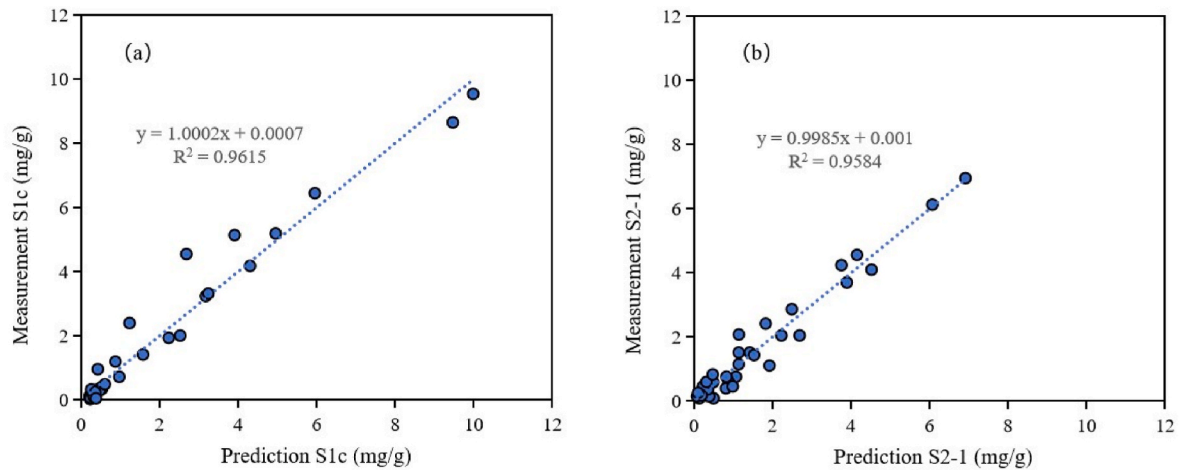 12
10
8
6
4
2
0
Measurement S1c (mg/g)
(a)
y = 1.0002x + 0.0007
R² = 0.9615
0 2 4 6 8 10 12
Prediction S1c (mg/g)
12
10
8
6
4
2
0
Measurement S2-1 (mg/g)
(b)
y = 0.9985x + 0.001
R² = 0.9584
0 2 4 6 8 10 12
Prediction S2-1 (mg/g)